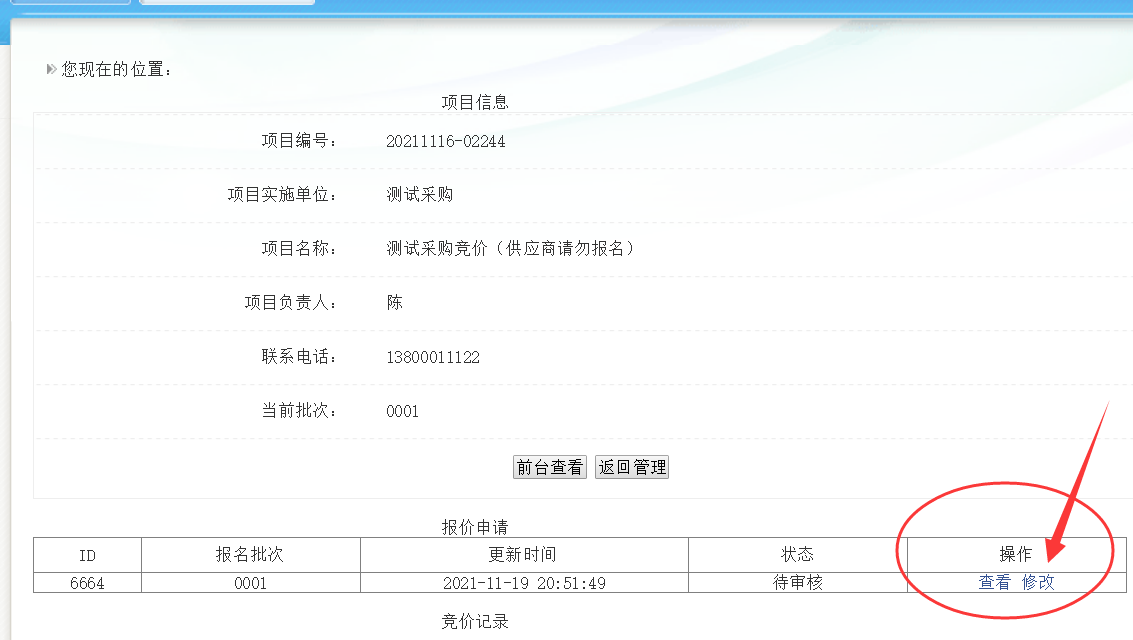 您现在的位置：
项目信息
项目编号： 20211116-02244
项目实施单位： 测试采购
项目名称： 测试采购竞价（供应商请勿报名）
项目负责人： 陈
联系电话： 13800011122
当前批次： 0001
前台查看 返回管理
报价申请
ID 报名批次 更新时间 状态 操作
6664 0001 2021-11-19 20:51:49 待审核 查看 修改
竞价记录